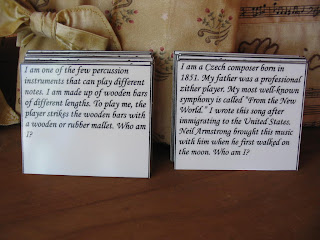 I am one of the few percussion
instruments that can play different
notes. I am made up of wooden bars
of different lengths. To play me, the
player strikes the wooden bars with
a wooden or rubber mallet. Who am
I?
I am a Czech composer born in
1851. My father was a professional
zither player. My most well-known
symphony is called "From the New
World." I wrote this song after
immigrating to the United States.
Neil Armstrong brought this music
with him when he first walked on
the moon. Who am I?